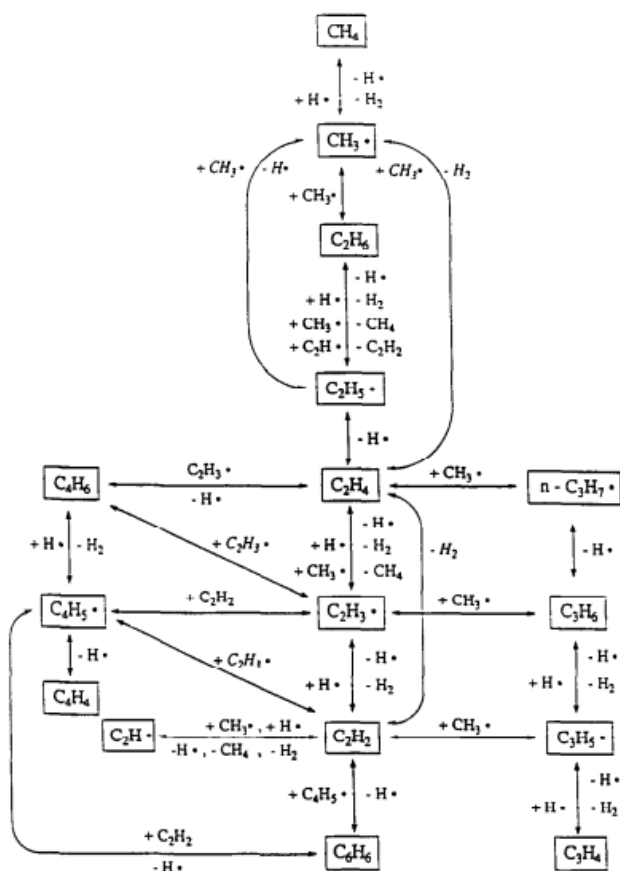 CH4
- H•
+ H• - H2
CH3 •
+ CH3• - H•
+ CH3• - H2
+ CH3•
C2H6
- H•
+ H• - H2
+ CH3 • - CH4
+ C2H • - C2H2
C2H5 •
- H•
C4H6
C2H3 •
- H•
C2H4
+ CH3 •
n - C3H7 •
+ H• - H2
+ C2H3 •
- H•
+ H• - H2
+ CH3 • - CH4
- H2
- H•
C4H5 •
+ C2H2
C2H3 •
+ CH3 •
C3H6
- H•
C4H4
- H•
+ H• - H2
- H•
+ H• - H2
C2H •
+ CH3 • , + H•
-H• , - CH4 , - H2
C2H2
+ CH3 •
C3H5 •
+ C4H5 • - H•
- H•
+ H• - H2
+ C2H2
- H•
C6H6
C3H4